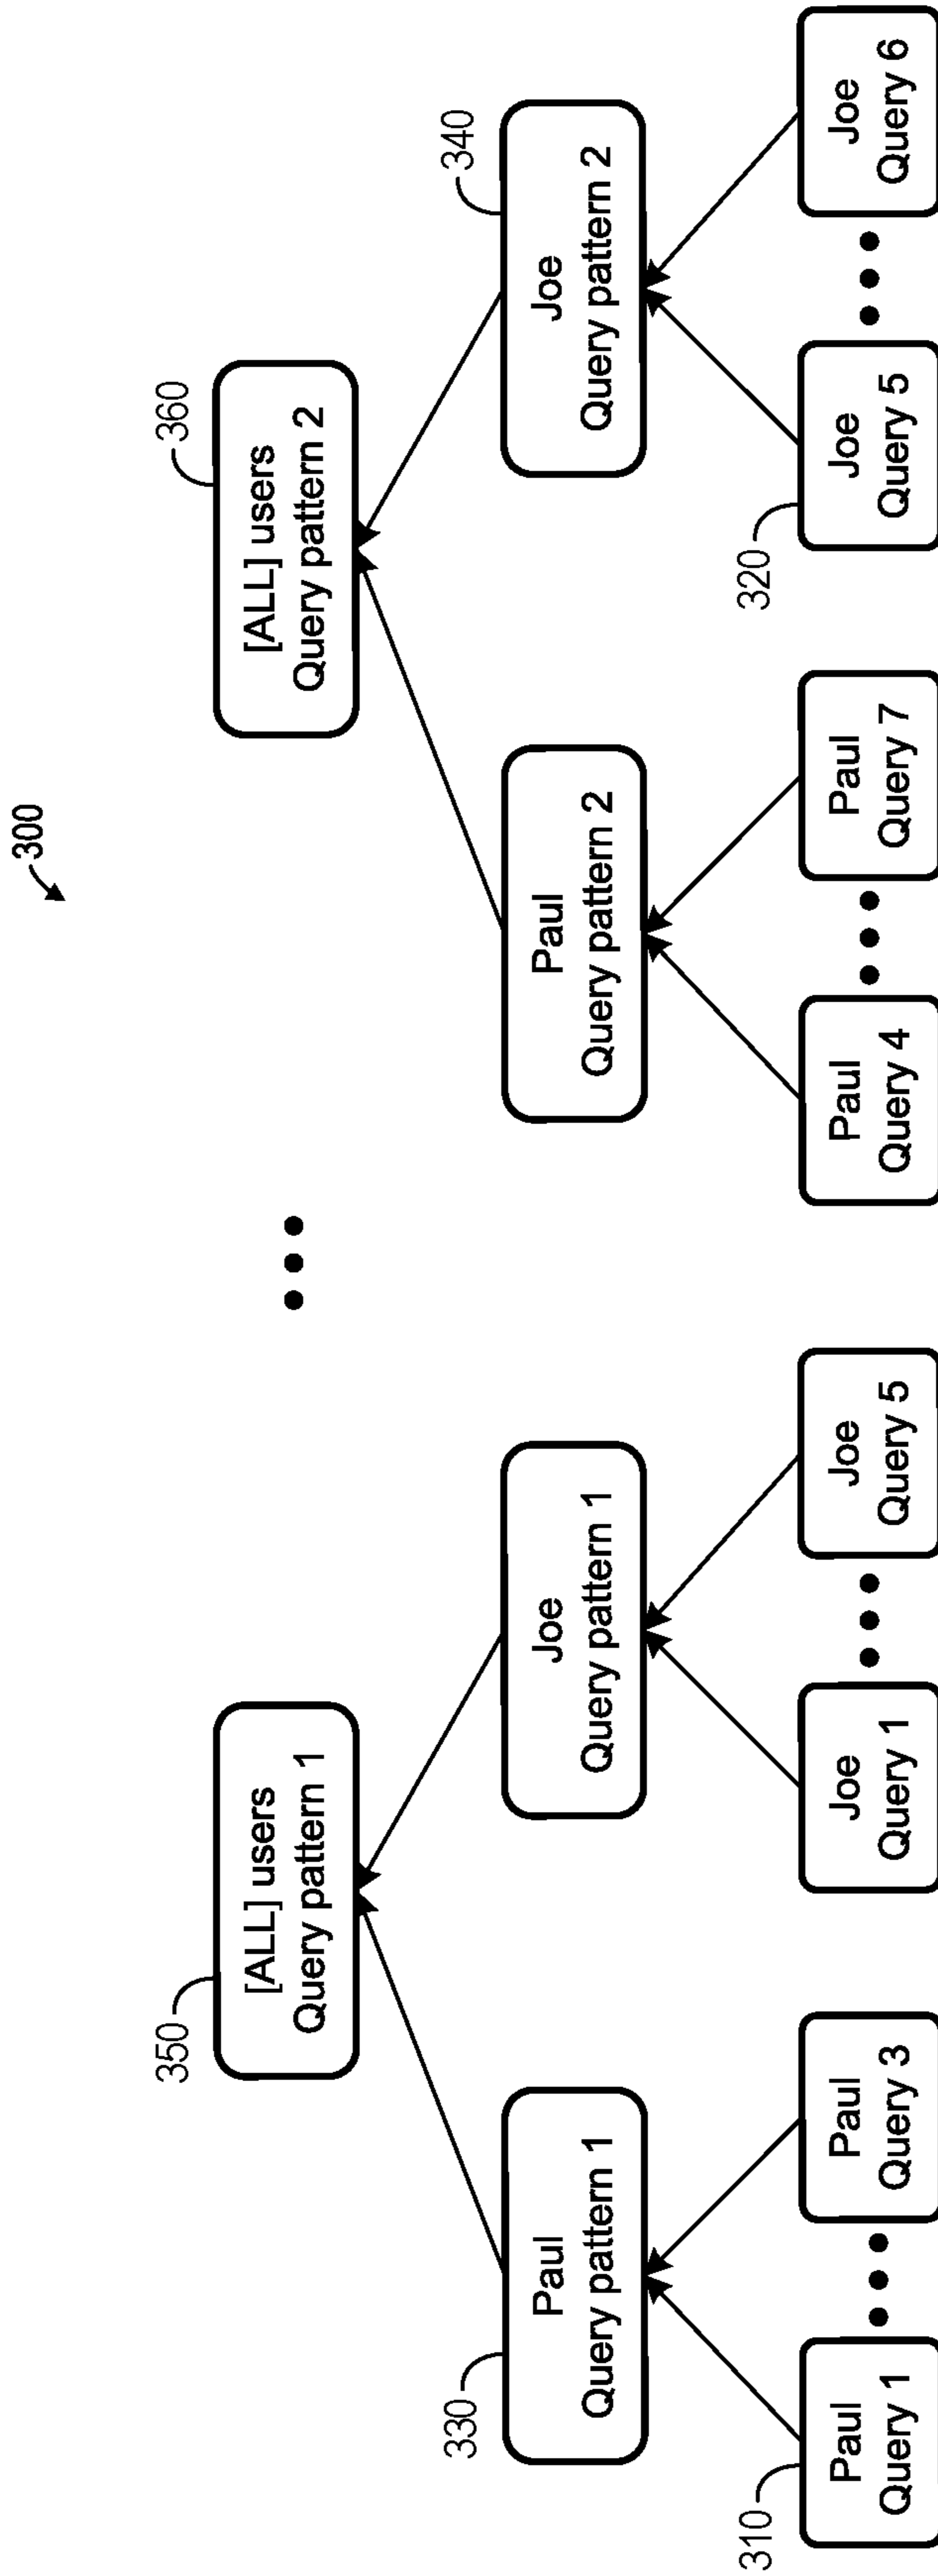 300
350
[ALL] users
Query pattern 1
360
[ALL] users
Query pattern 2
330
Paul
Query pattern 1
Joe
Query pattern 1
Paul
Query pattern 2
340
Joe
Query pattern 2
310
Paul
Query 1
Paul
Query 3
Joe
Query 1
Joe
Query 5
Paul
Query 4
Paul
Query 7
320
Joe
Query 5
Joe
Query 6